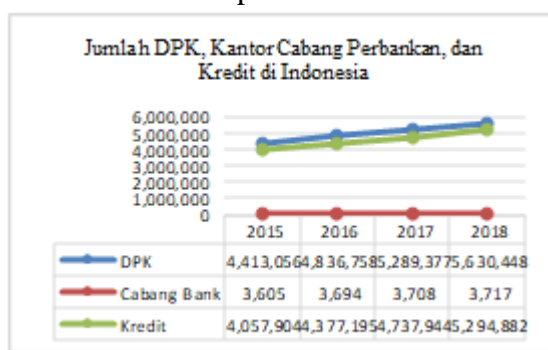 Jumlah DPK, Kantor Cabang Perbankan, dan
Kredit di Indonesia
6,000,000
5,000,000
4,000,000
3,000,000
2,000,000
1,000,000
0
2015 2016 2017 2018
DPK 4,413,056 4,836,758 5,289,377 5,630,448
Cabang Bank 3,605 3,694 3,708 3,717
Kredit 4,057,904 4,377,195 4,737,944 5,294,882